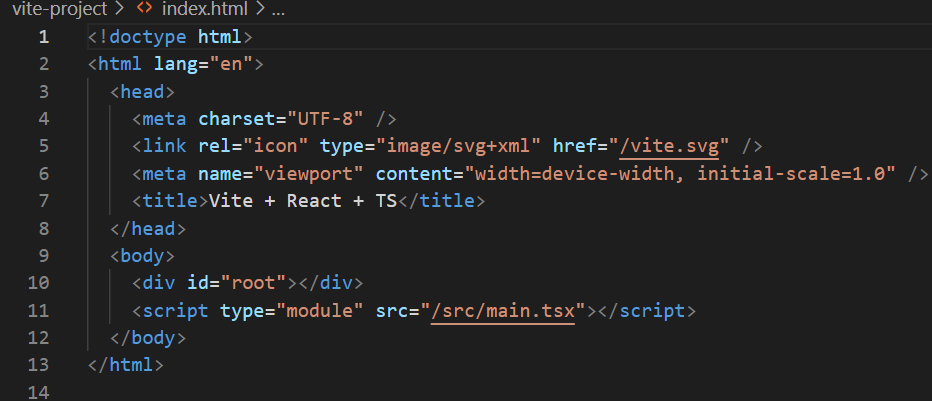 vite-project > <> index.html > ...
1 <!doctype html>
2 <html lang="en">
3 <head>
4 <meta charset="UTF-8" />
5 <link rel="icon" type="image/svg+xml" href="/vite.svg" />
6 <meta name="viewport" content="width=device-width, initial-scale=1.0" />
7 <title>Vite + React + TS</title>
8 </head>
9 <body>
10 <div id="root"></div>
11 <script type="module" src="/src/main.tsx"></script>
12 </body>
13 </html>
14